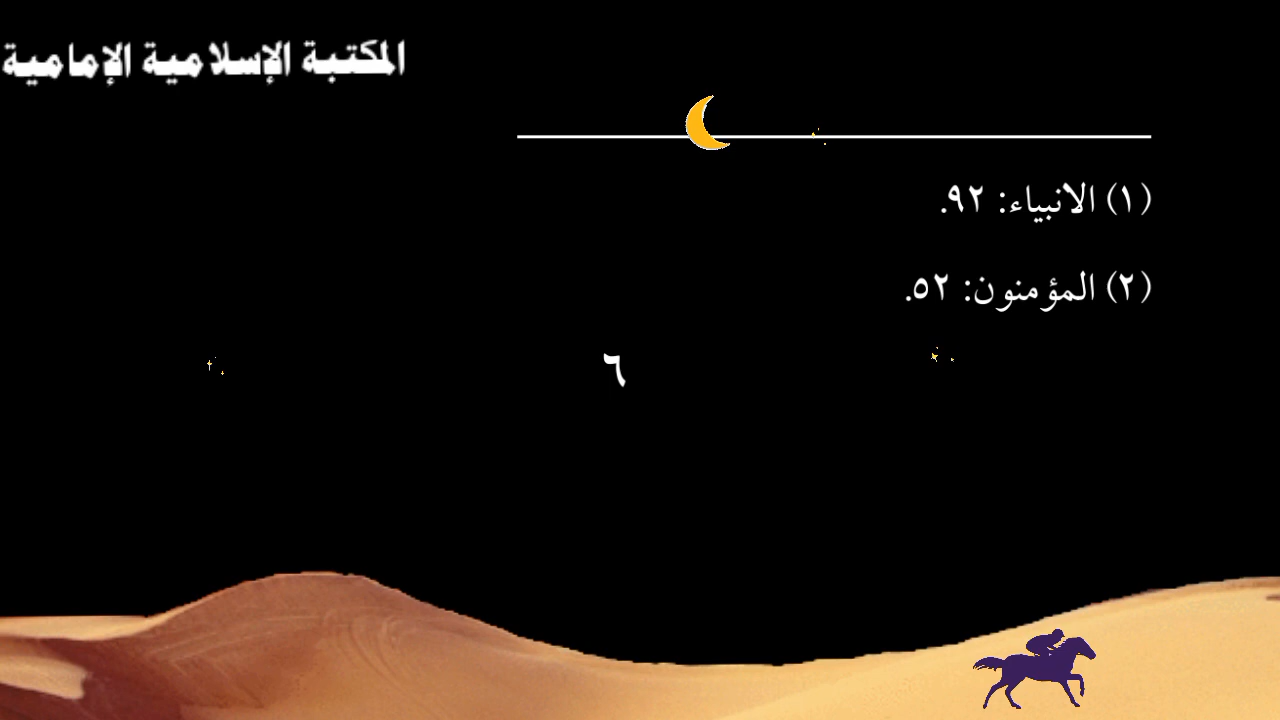 المكتبة الإسلامية الإمامية
(١) الانبياء: ٩٢.
(٢) المؤمنون: ٥٢.
٦